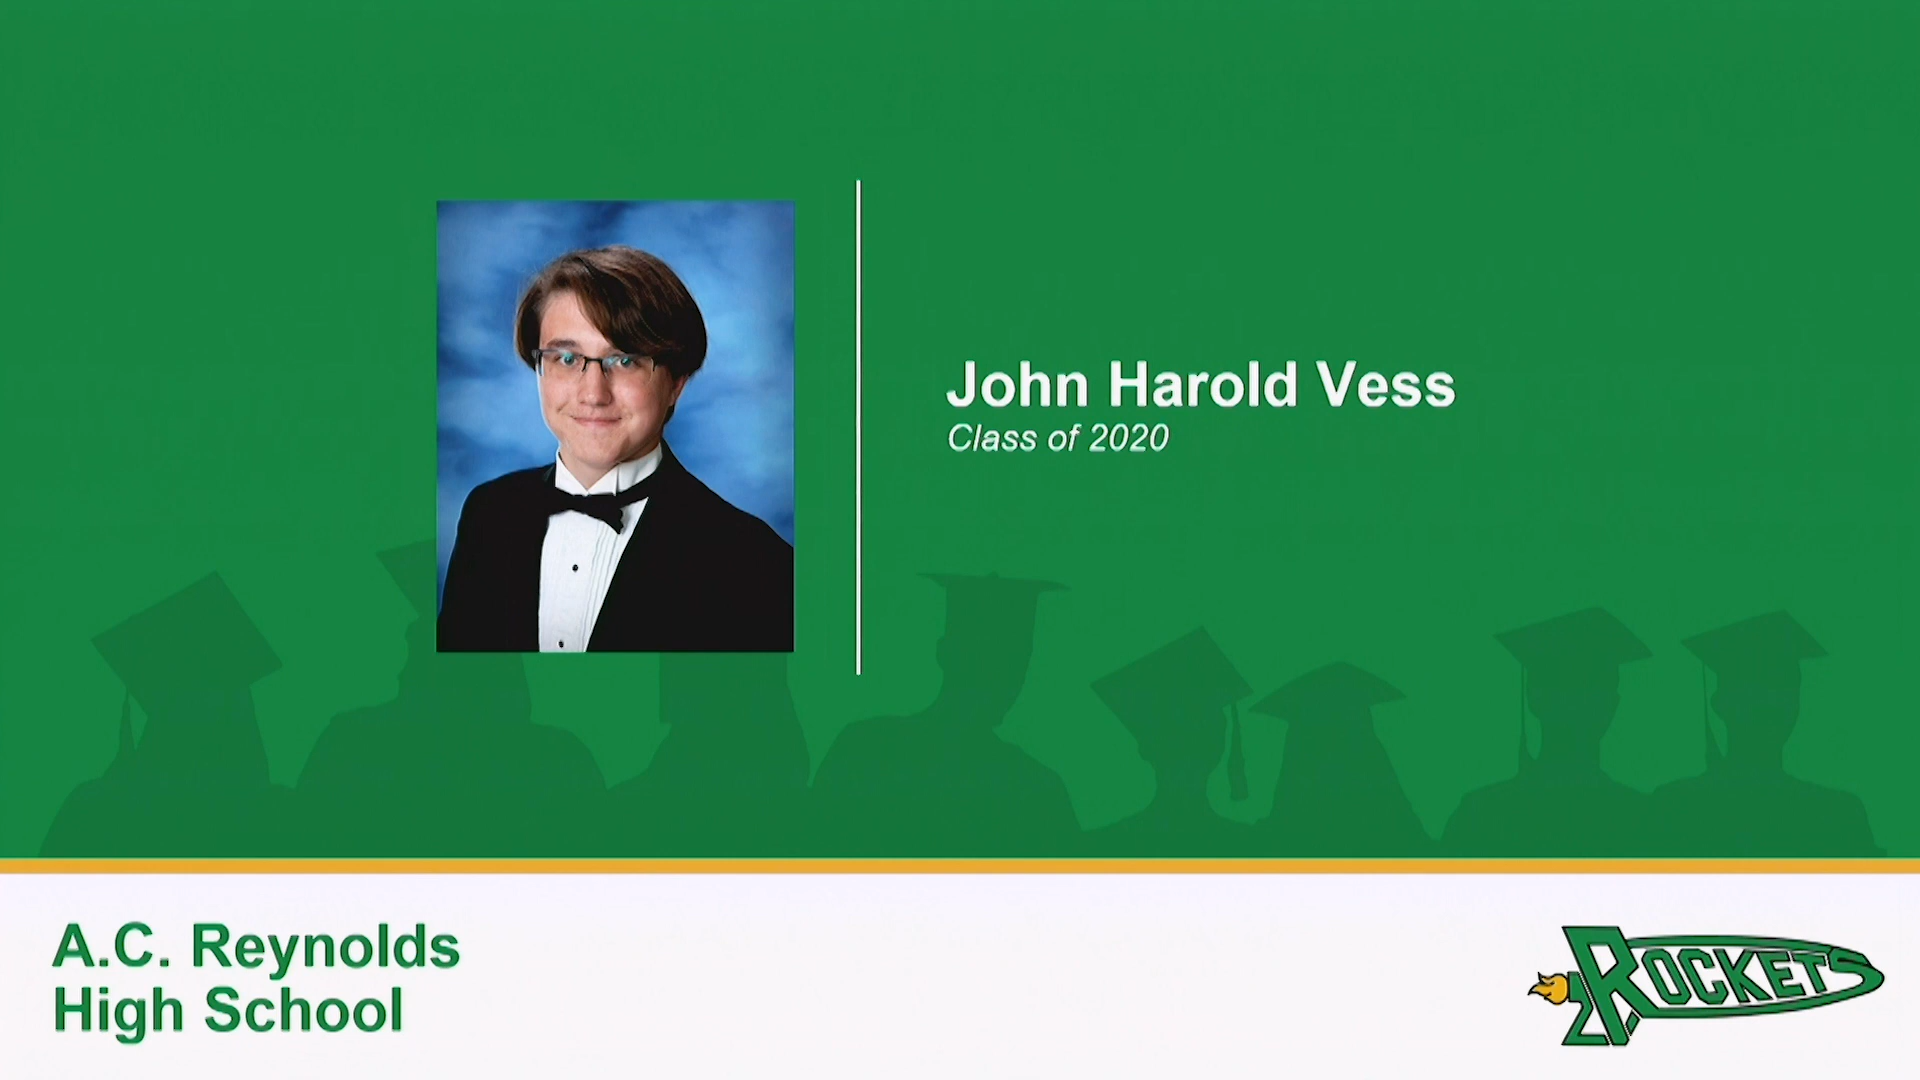 John Harold Vess
Class of 2020
A.C. Reynolds
High School
ROCKETS